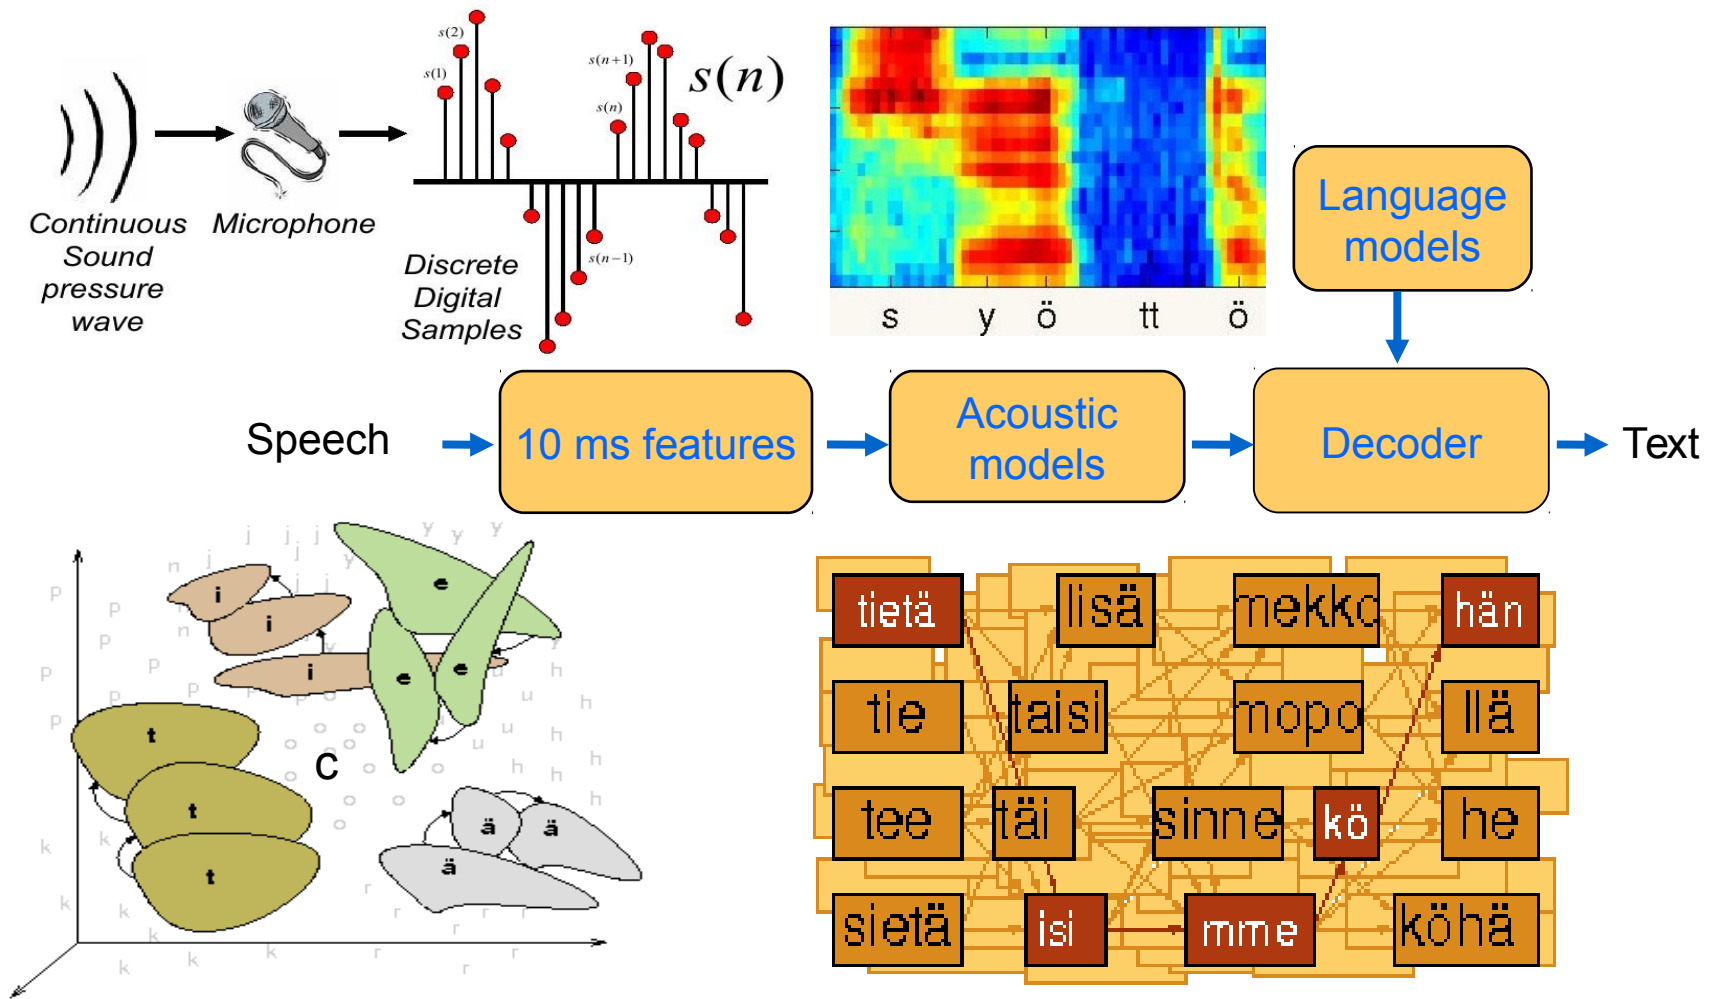 s(1)
s(2)
s(n)
s(n+1)
s(n-1)
s(n)
Continuous
Sound
pressure
wave
Microphone
Discrete
Digital
Samples
s y ö tt ö
Language
models
Speech
10 ms features
Acoustic
models
Decoder
Text
j j j y y y
n j j y
p i j j e
p n i
p y y
p p i e e h
p p p o u u h
p t o o o u u h h
o c o o h h
t o o o h
k t ä ä
k o
t ä
k k r r r
k k r
k k r r
k r
tietä lisä mekko hän
tie taisi mopo llä
tee täi sinne kö he
sietä isi mme köhä